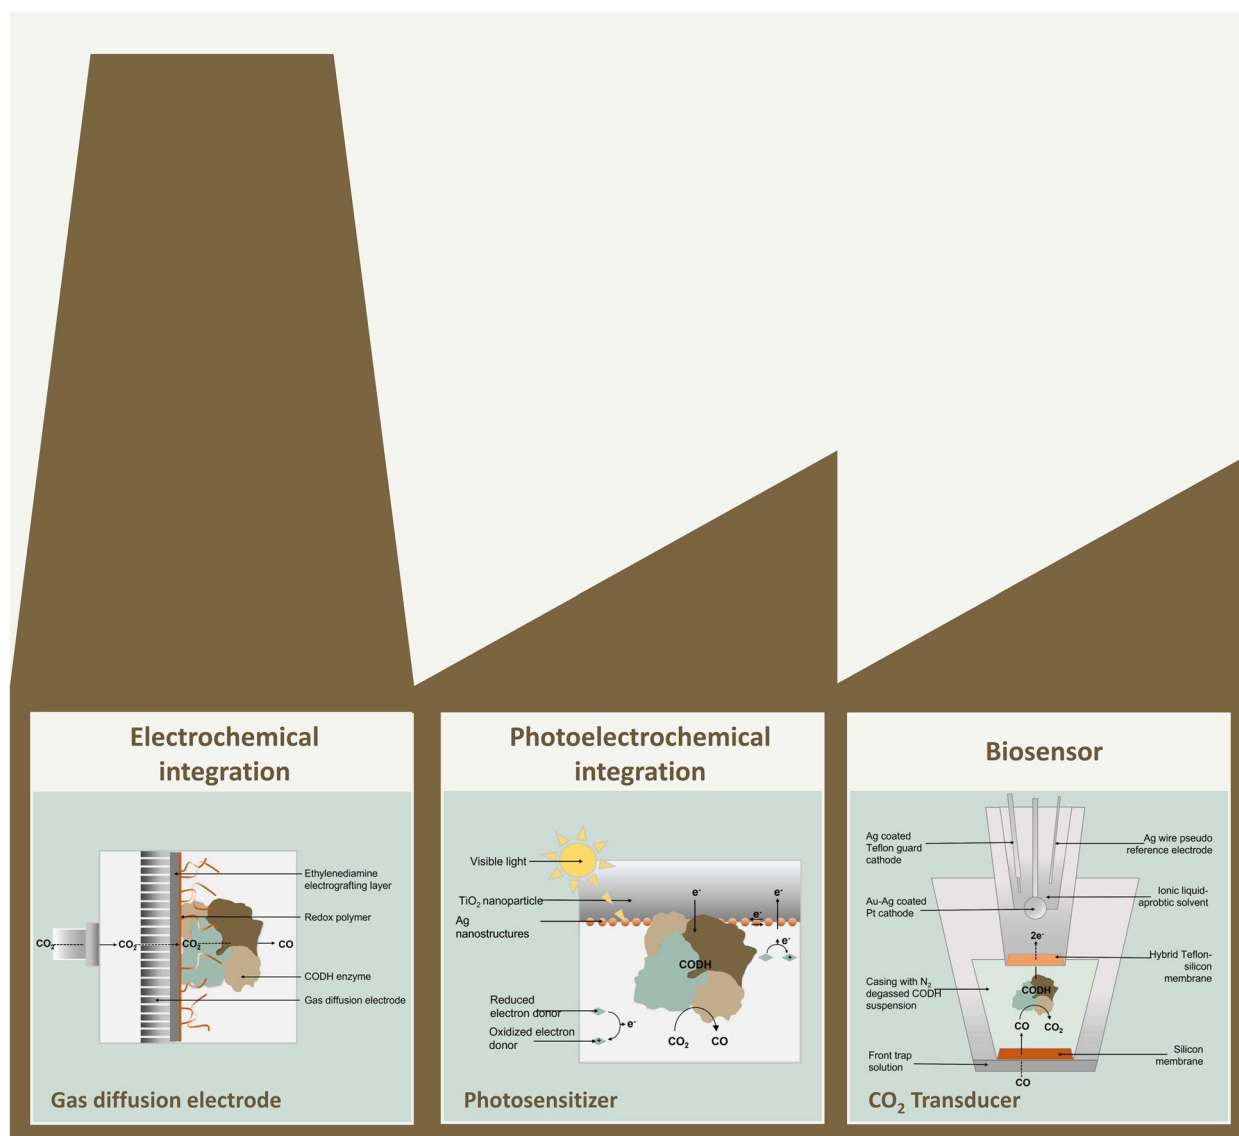 Electrochemical
integration
CO2
CO2
CO2
CO
Ethylenediamine
electrografting layer
Redox polymer
CODH enzyme
Gas diffusion electrode
Gas diffusion electrode
Photoelectrochemical
integration
Visible light
TiO2 nanoparticle
Ag
nanostructures
e-
e-
e-
e-
CODH
Reduced
electron donor
e-
Oxidized electron
donor
CO2
CO
Photosensitizer
Biosensor
Ag coated
Teflon guard
cathode
Ag wire pseudo
reference electrode
Au-Ag coated
Pt cathode
Ionic liquid-
aprobtic solvent
2e-
Hybrid Teflon-
silicon
membrane
Casing with N2
degassed CODH
suspension
CODH
CO
CO2
Front trap
solution
Silicon
membrane
CO
CO2 Transducer